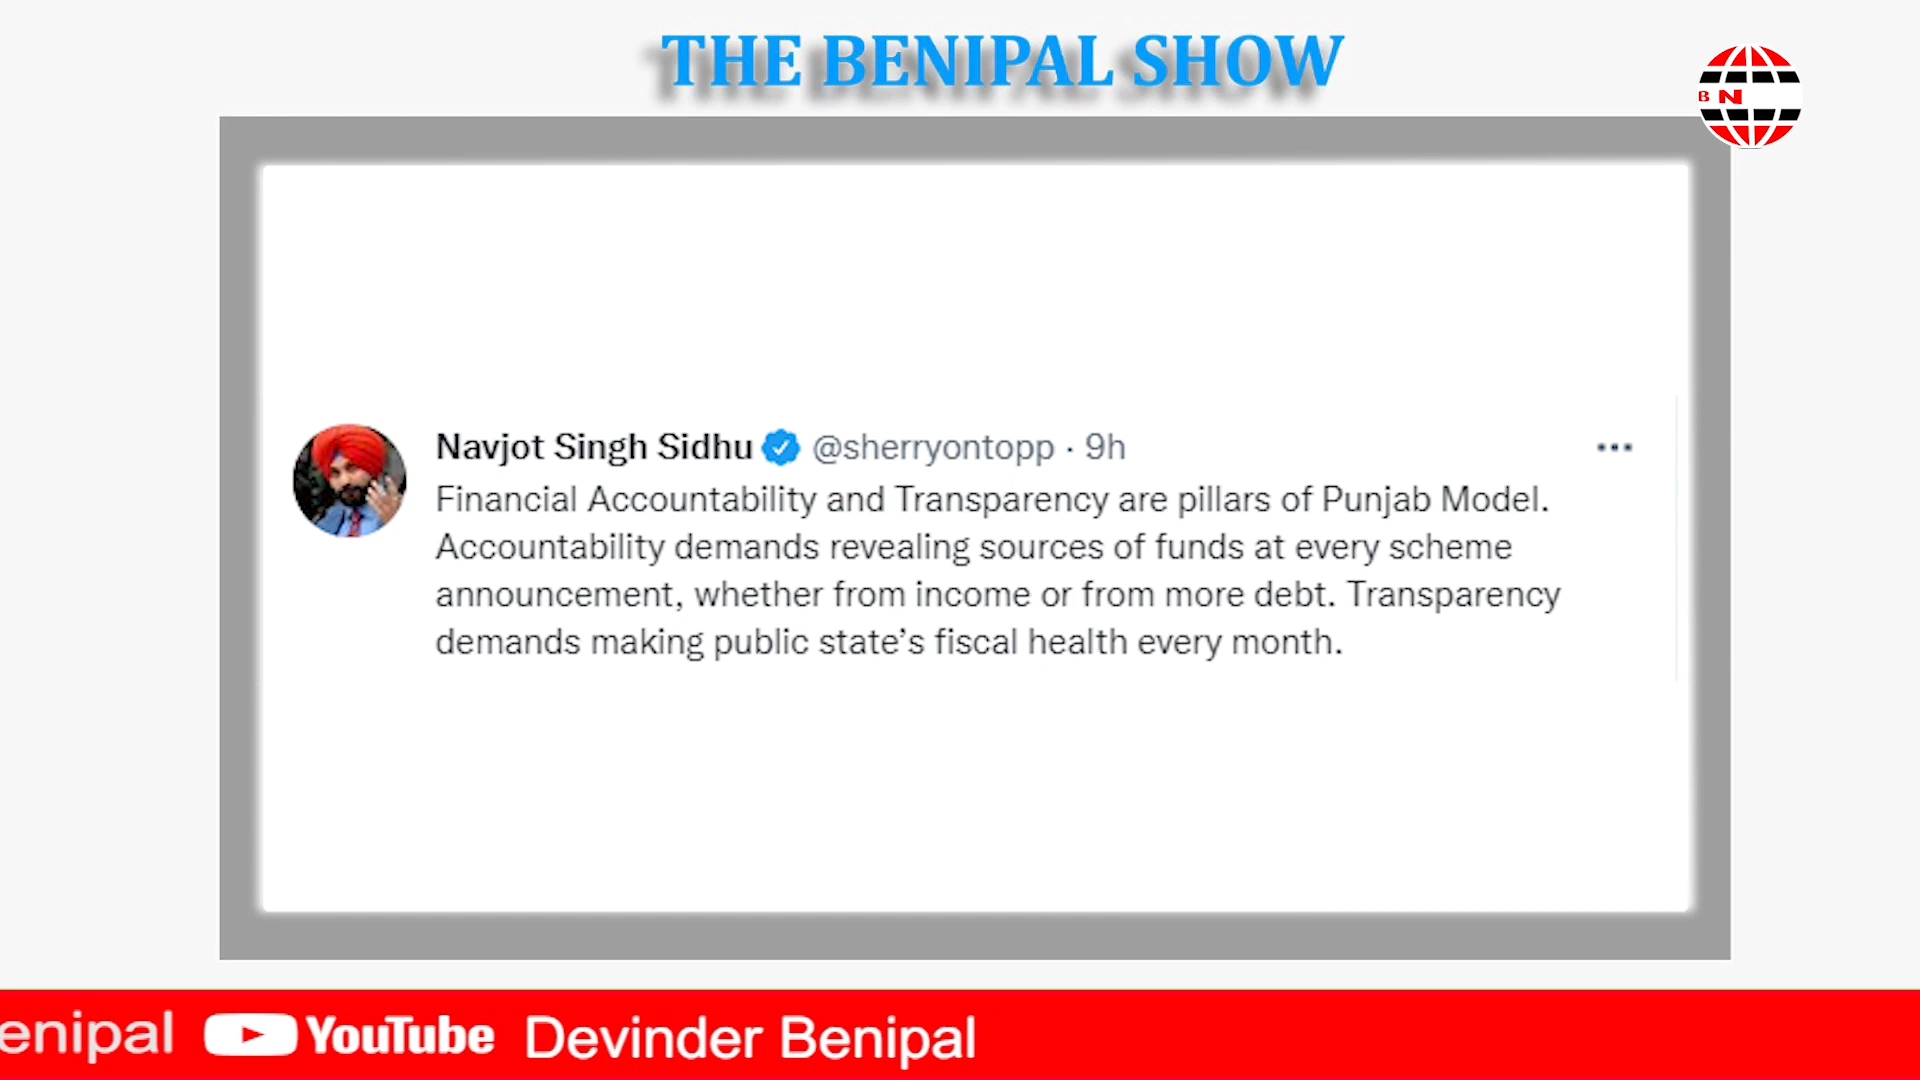 THE BENIPAL SHOW
B N
Navjot Singh Sidhu @sherryontopp · 9h
Financial Accountability and Transparency are pillars of Punjab Model.
Accountability demands revealing sources of funds at every scheme
announcement, whether from income or from more debt. Transparency
demands making public state’s fiscal health every month.
enipal YouTube Devinder Benipal